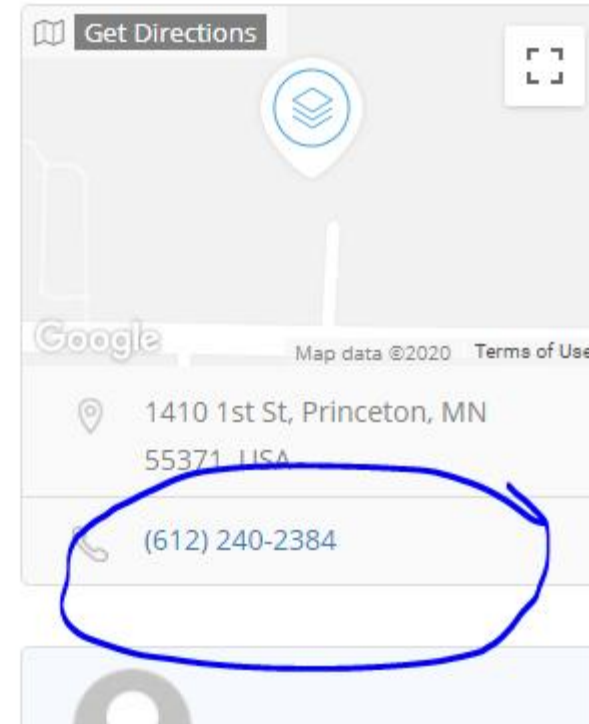 Get Directions
Google
Map data ©2020 Terms of Use
1410 1st St, Princeton, MN
55371, USA
(612) 240-2384